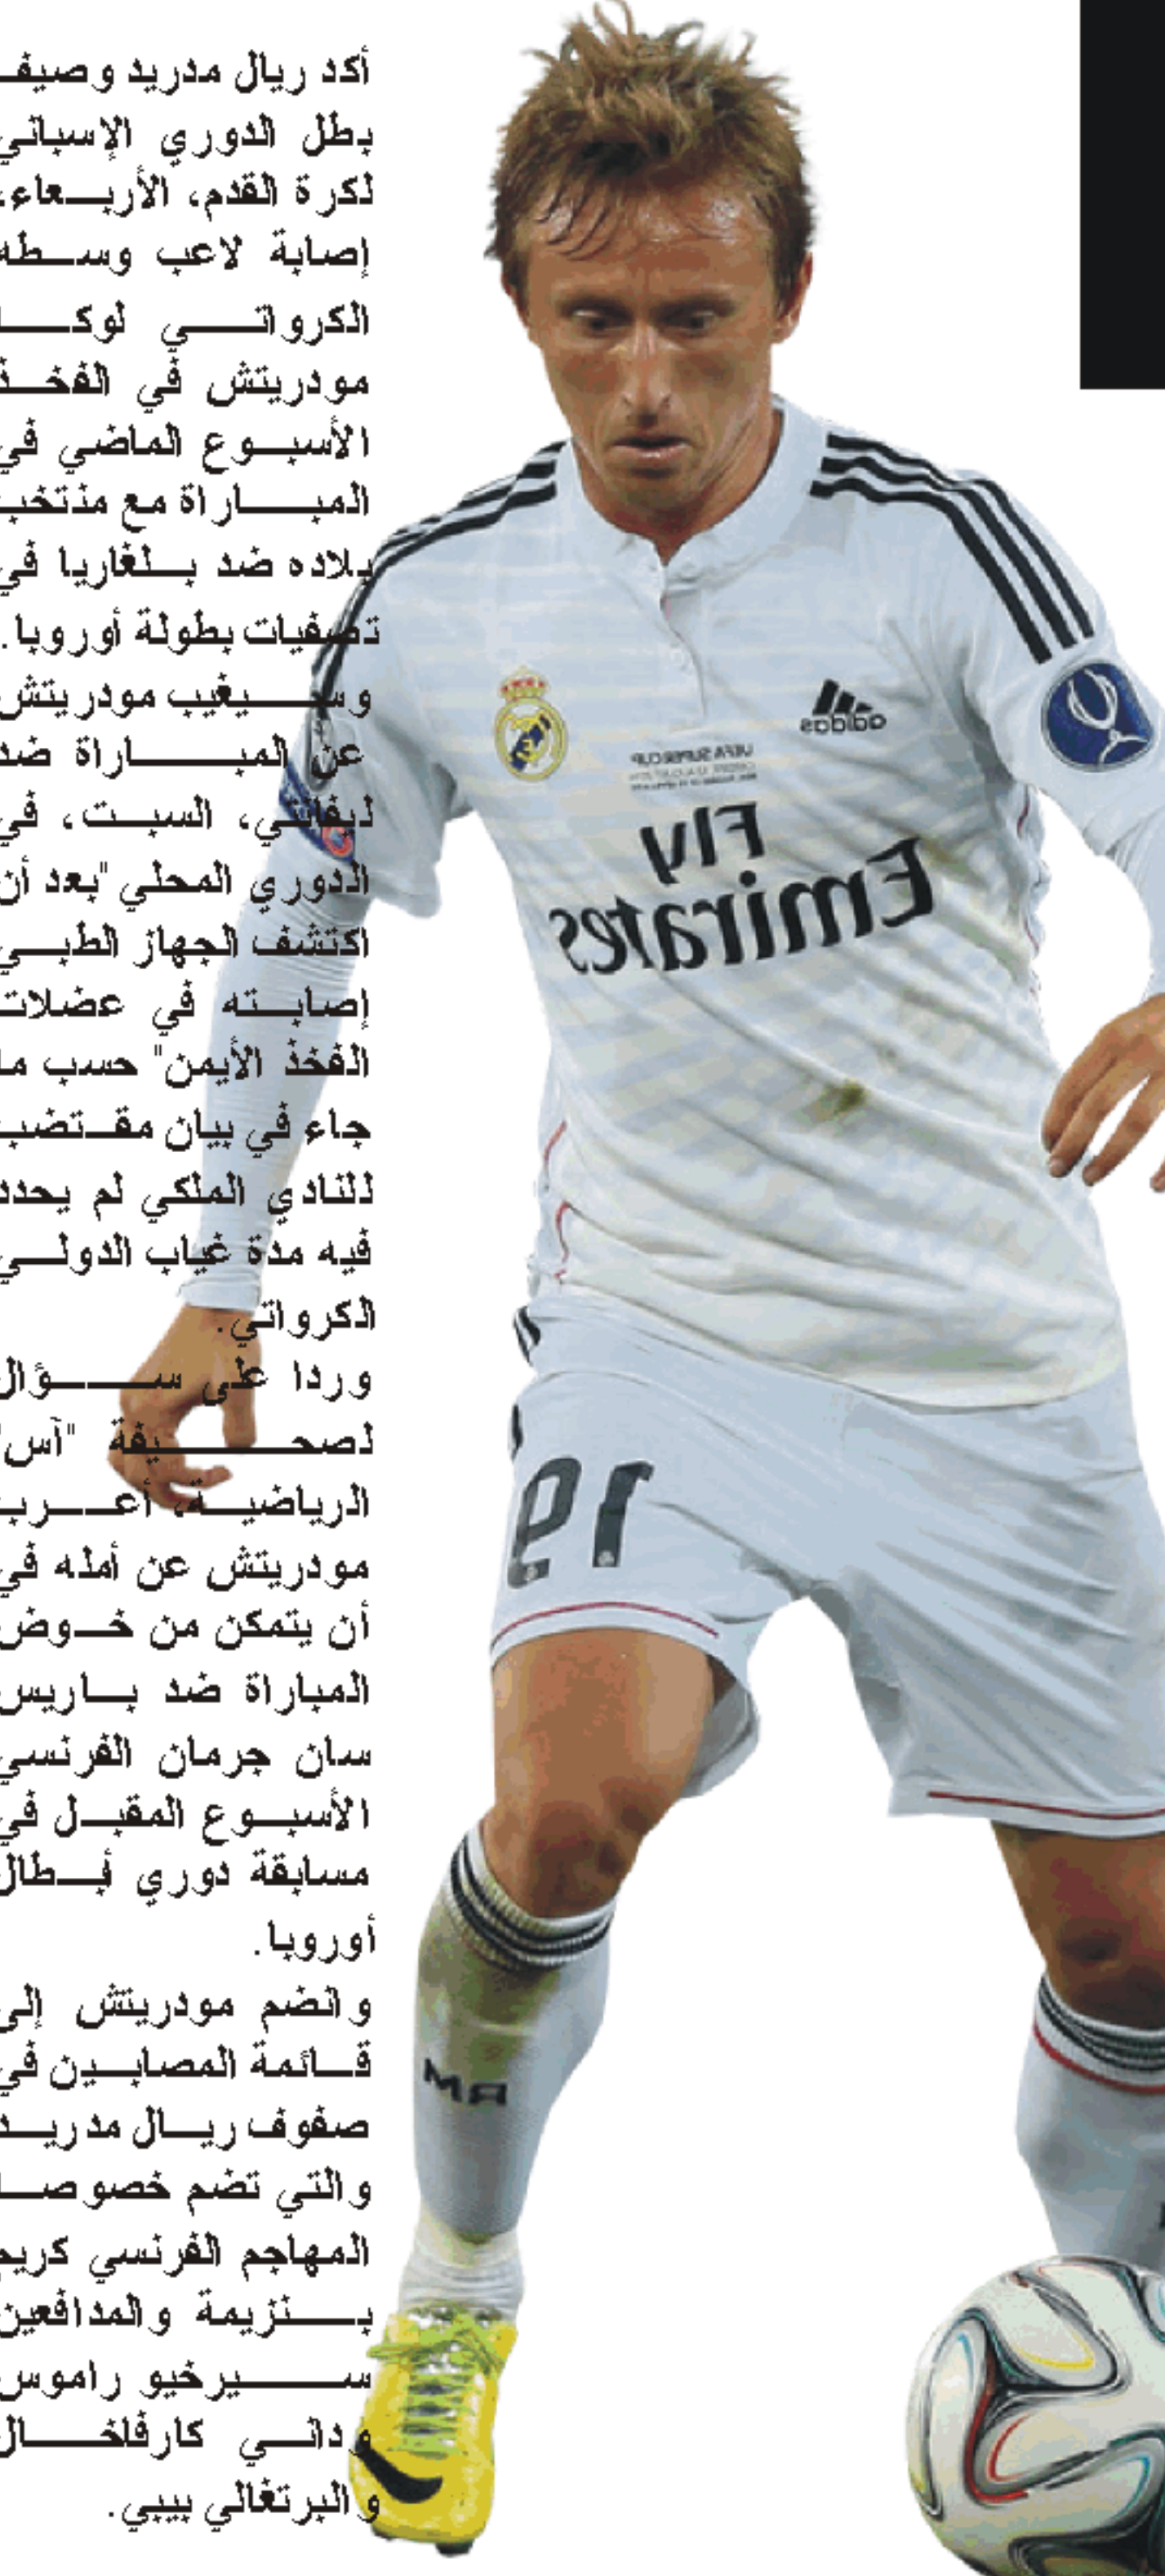 أكد ريال مدريد وصيف
بطل الدوري الإسباني
لكرة القدم، الأربعاء،
إصابة لاعب وسطه
الكرواتي لوكا
مودريتش في الفخذ
الأسبوع الماضي في
المباراة مع منتخب
بلاده ضد بلغاريا في
تصفيات بطولة أوروبا.
وسيغيب مودريتش
عن المباراة ضد
ليفانتي، السبت، في
الدوري المحلي "بعد أن
اكتشف الجهاز الطبي
إصابته في عضلات
الفخذ الأيمن" حسب ما
جاء في بيان مقتضب
للنادي الملكي لم يحدد
فيه مدة غياب الدولي
الكرواتي.
وردا على سؤال
لصحيفة "آس"
الرياضية، أعرب
مودريتش عن أمله في
أن يتمكن من خوض
المباراة ضد باريس
سان جرمان الفرنسي
الأسبوع المقبل في
مسابقة دوري أبطال
أوروبا.
وانضم مودريتش إلى
قائمة المصابين في
صفوف ريال مدريد
والتي تضم خصوصا
المهاجم الفرنسي كريم
بنزيمة والمدافعين
سيرخيو راموس
وداني كارفاخال
والبرتغالي بيبي.
adidas
UEFA SUPER CUP
Fly
Emirates
19
RM